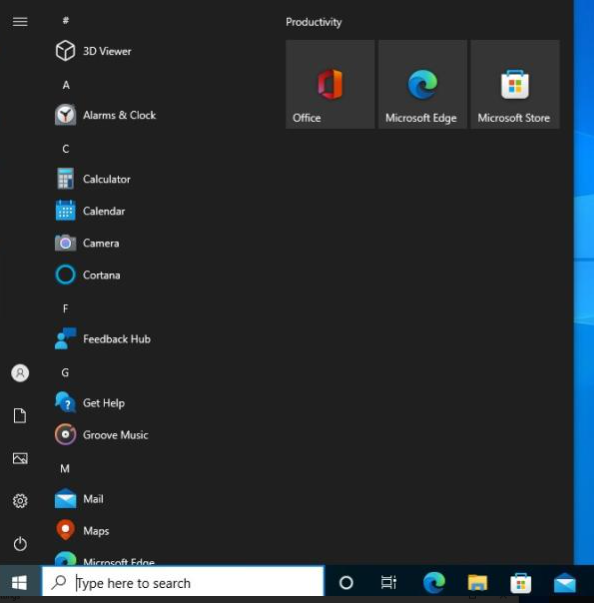 #
3D Viewer
A
Alarms & Clock
C
Calculator
Calendar
Camera
Cortana
F
Feedback Hub
G
Get Help
Groove Music
M
Mail
Maps
Microsoft Edge
Productivity
Office
Microsoft Edge
Microsoft Store
Type here to search